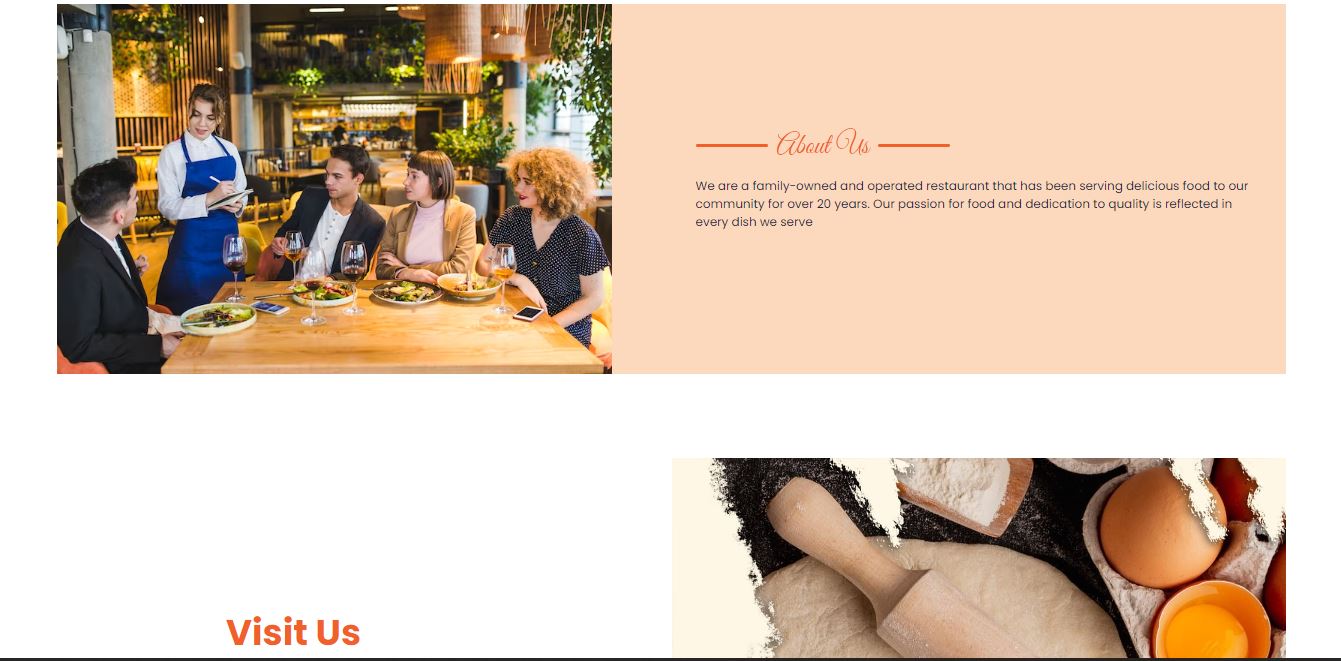 About Us
We are a family-owned and operated restaurant that has been serving delicious food to our
community for over 20 years. Our passion for food and dedication to quality is reflected in
every dish we serve
Visit Us